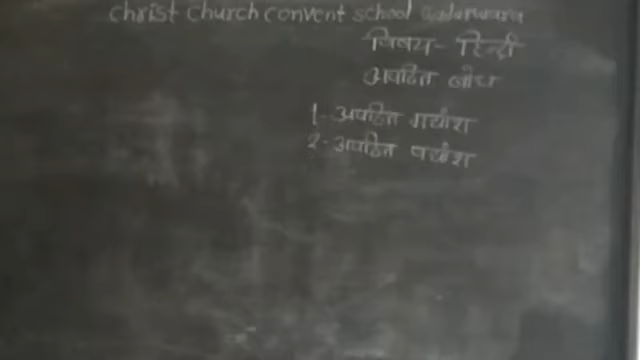 christ church convent school
विषय- हिन्दी
अपठित बोध
1- अपठित गद्यांश
2- अपठित पद्यांश